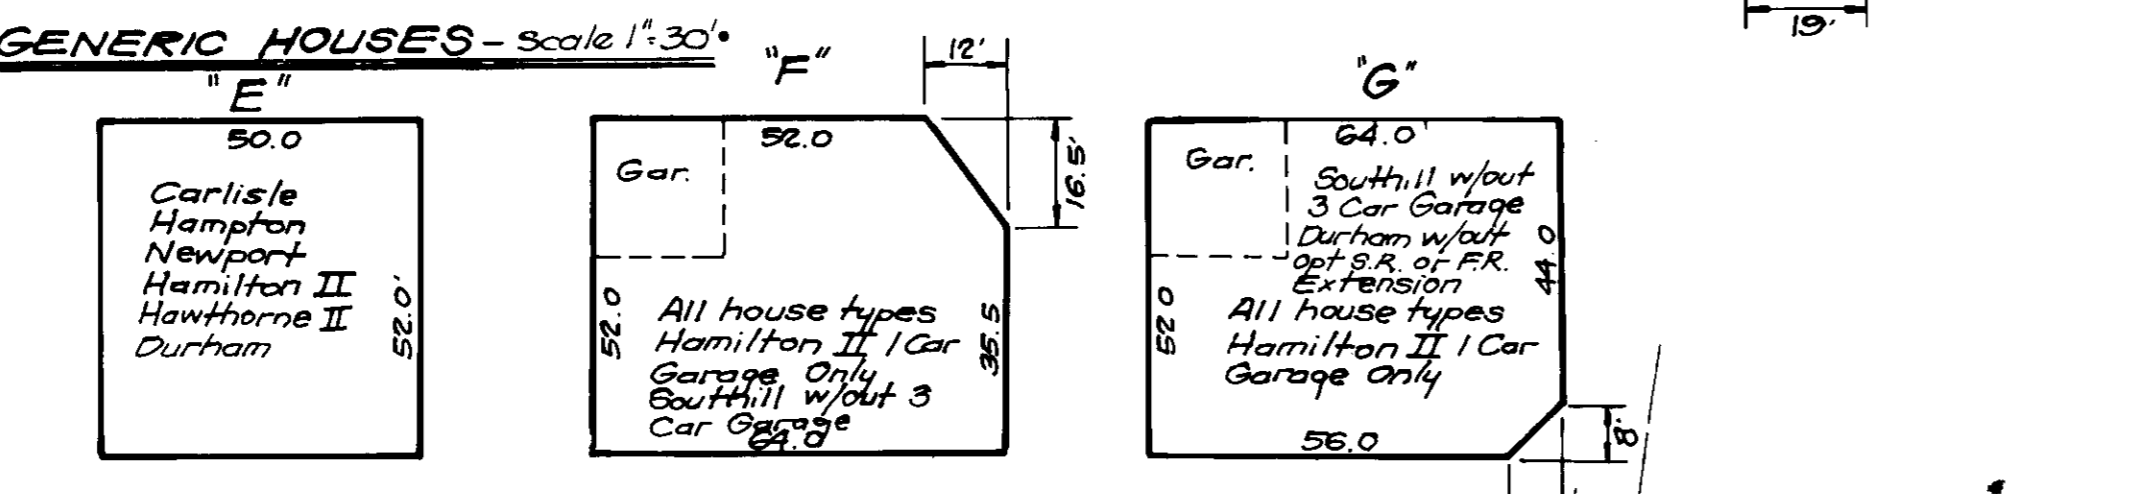 GENERIC HOUSES - Scale 1"=30'.
19'
"E"
50.0
Carlisle
Hampton
Newport
Hamilton II
Hawthorne II
Durham
52.0'
"F"
12'
52.0
16.5'
Gar.
52.0
35.5
All house types
Hamilton II 1 Car
Garage Only
Southill w/out 3
Car Garage
64.0
"G"
64.0'
Gar.
Southill w/out
3 Car Garage
Durham w/out
opt S.R. or F.R.
Extension
44.0
52.0
All house types
Hamilton II 1 Car
Garage Only
56.0
8'